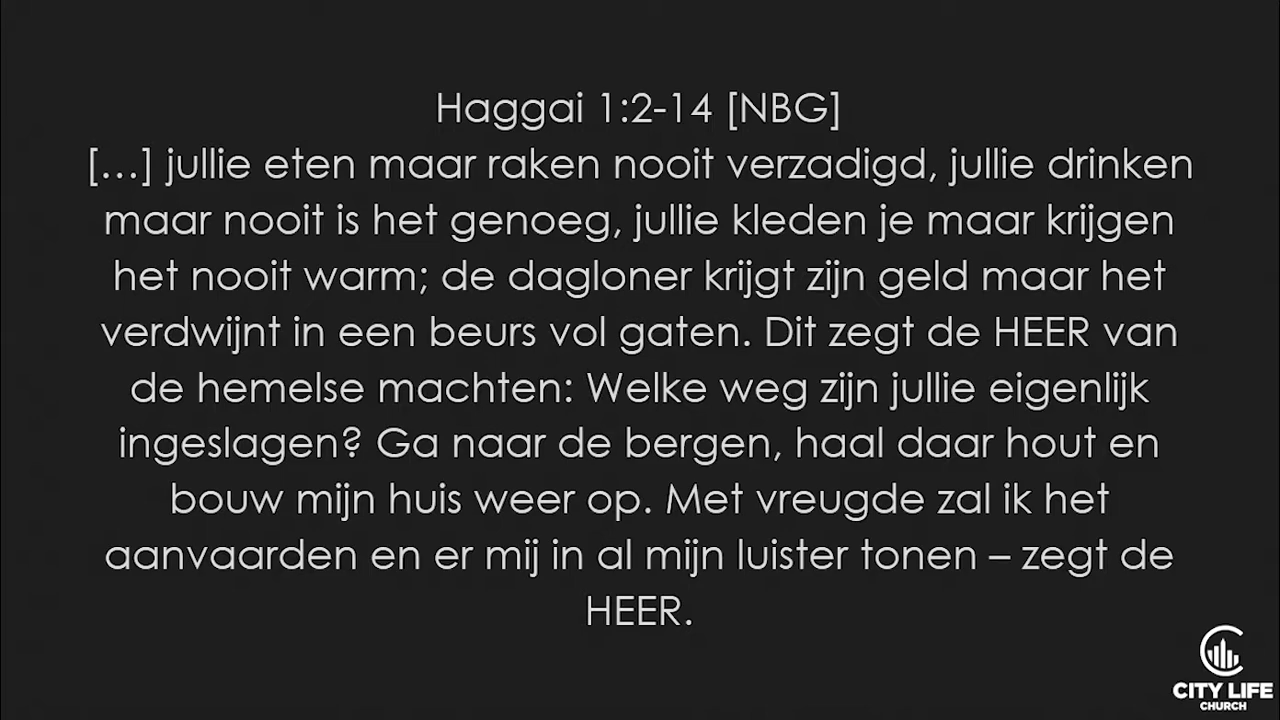 Haggai 1:2-14 [NBG]
[...] jullie eten maar raken nooit verzadigd, jullie drinken
maar nooit is het genoeg, jullie kleden je maar krijgen
het nooit warm; de dagloner krijgt zijn geld maar het
verdwijnt in een beurs vol gaten. Dit zegt de HEER van
de hemelse machten: Welke weg zijn jullie eigenlijk
ingeslagen? Ga naar de bergen, haal daar hout en
bouw mijn huis weer op. Met vreugde zal ik het
aanvaarden en er mij in al mijn luister tonen – zegt de
HEER.
CITY LIFE
CHURCH